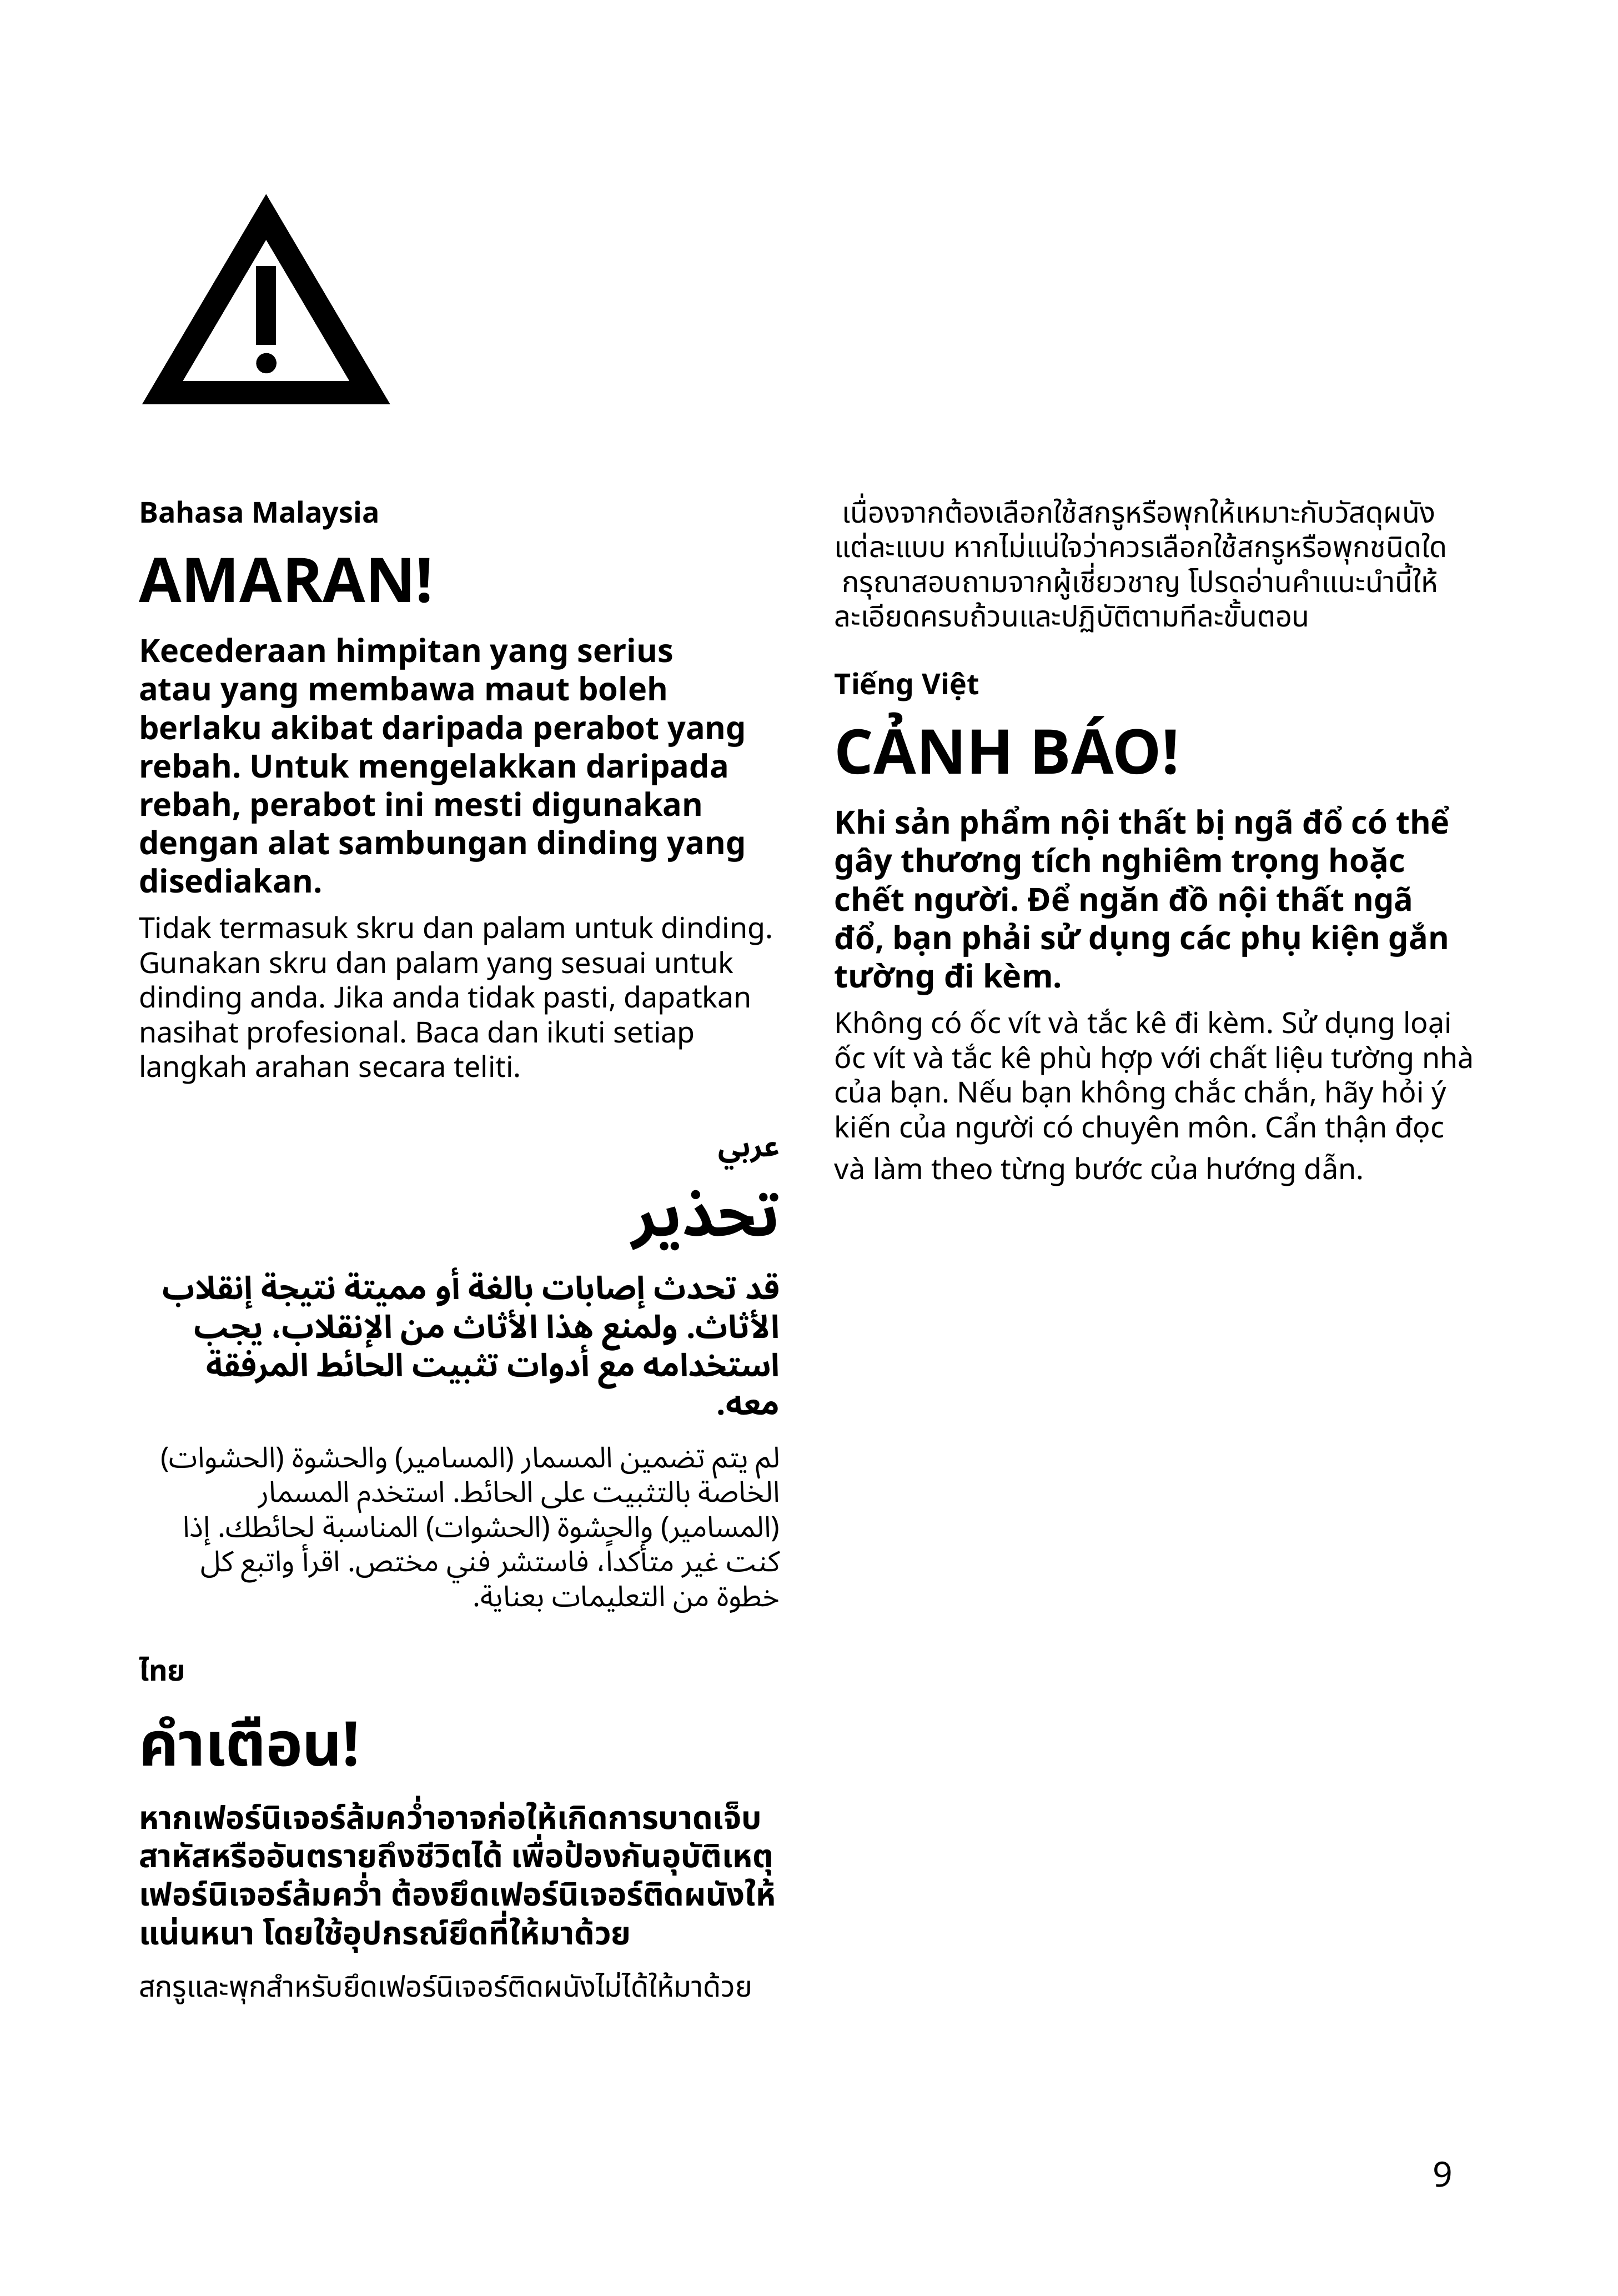 Bahasa Malaysia
AMARAN!
Kecederaan himpitan yang serius
atau yang membawa maut boleh
berlaku akibat daripada perabot yang
rebah. Untuk mengelakkan daripada
rebah, perabot ini mesti digunakan
dengan alat sambungan dinding yang
disediakan.
Tidak termasuk skru dan palam untuk dinding.
Gunakan skru dan palam yang sesuai untuk
dinding anda. Jika anda tidak pasti, dapatkan
nasihat profesional. Baca dan ikuti setiap
langkah arahan secara teliti.
عربي
تحذير
قد تحدث إصابات بالغة أو مميتة نتيجة إنقلاب
الأثاث. ولمنع هذا الأثاث من الإنقلاب، يجب
استخدامه مع أدوات تثبيت الحائط المرفقة
معه.
لم يتم تضمين المسمار (المسامير) والحشوة (الحشوات)
الخاصة بالتثبيت على الحائط. استخدم المسمار
(المسامير) والحشوة (الحشوات) المناسبة لحائطك. إذا
كنت غير متأكداً، فاستشر فني مختص. اقرأ واتبع كل
خطوة من التعليمات بعناية.
ไทย
คำเตือน!
หากเฟอร์นิเจอร์ล้มคว่ำอาจก่อให้เกิดการบาดเจ็บ
สาหัสหรืออันตรายถึงชีวิตได้ เพื่อป้องกันอุบัติเหตุ
เฟอร์นิเจอร์ล้มคว่ำ ต้องยึดเฟอร์นิเจอร์ติดผนังให้
แน่นหนา โดยใช้อุปกรณ์ยึดที่ให้มาด้วย
สกรูและพุกสำหรับยึดเฟอร์นิเจอร์ติดผนังไม่ได้ให้มาด้วย
เนื่องจากต้องเลือกใช้สกรูหรือพุกให้เหมาะกับวัสดุผนัง
แต่ละแบบ หากไม่แน่ใจว่าควรเลือกใช้สกรูหรือพุกชนิดใด
กรุณาสอบถามจากผู้เชี่ยวชาญ โปรดอ่านคำแนะนำนี้ให้
ละเอียดครบถ้วนและปฏิบัติตามทีละขั้นตอน
Tiếng Việt
CẢNH BÁO!
Khi sản phẩm nội thất bị ngã đổ có thể
gây thương tích nghiêm trọng hoặc
chết người. Để ngăn đồ nội thất ngã
đổ, bạn phải sử dụng các phụ kiện gắn
tường đi kèm.
Không có ốc vít và tắc kê đi kèm. Sử dụng loại
ốc vít và tắc kê phù hợp với chất liệu tường nhà
của bạn. Nếu bạn không chắc chắn, hãy hỏi ý
kiến của người có chuyên môn. Cẩn thận đọc
và làm theo từng bước của hướng dẫn.
9